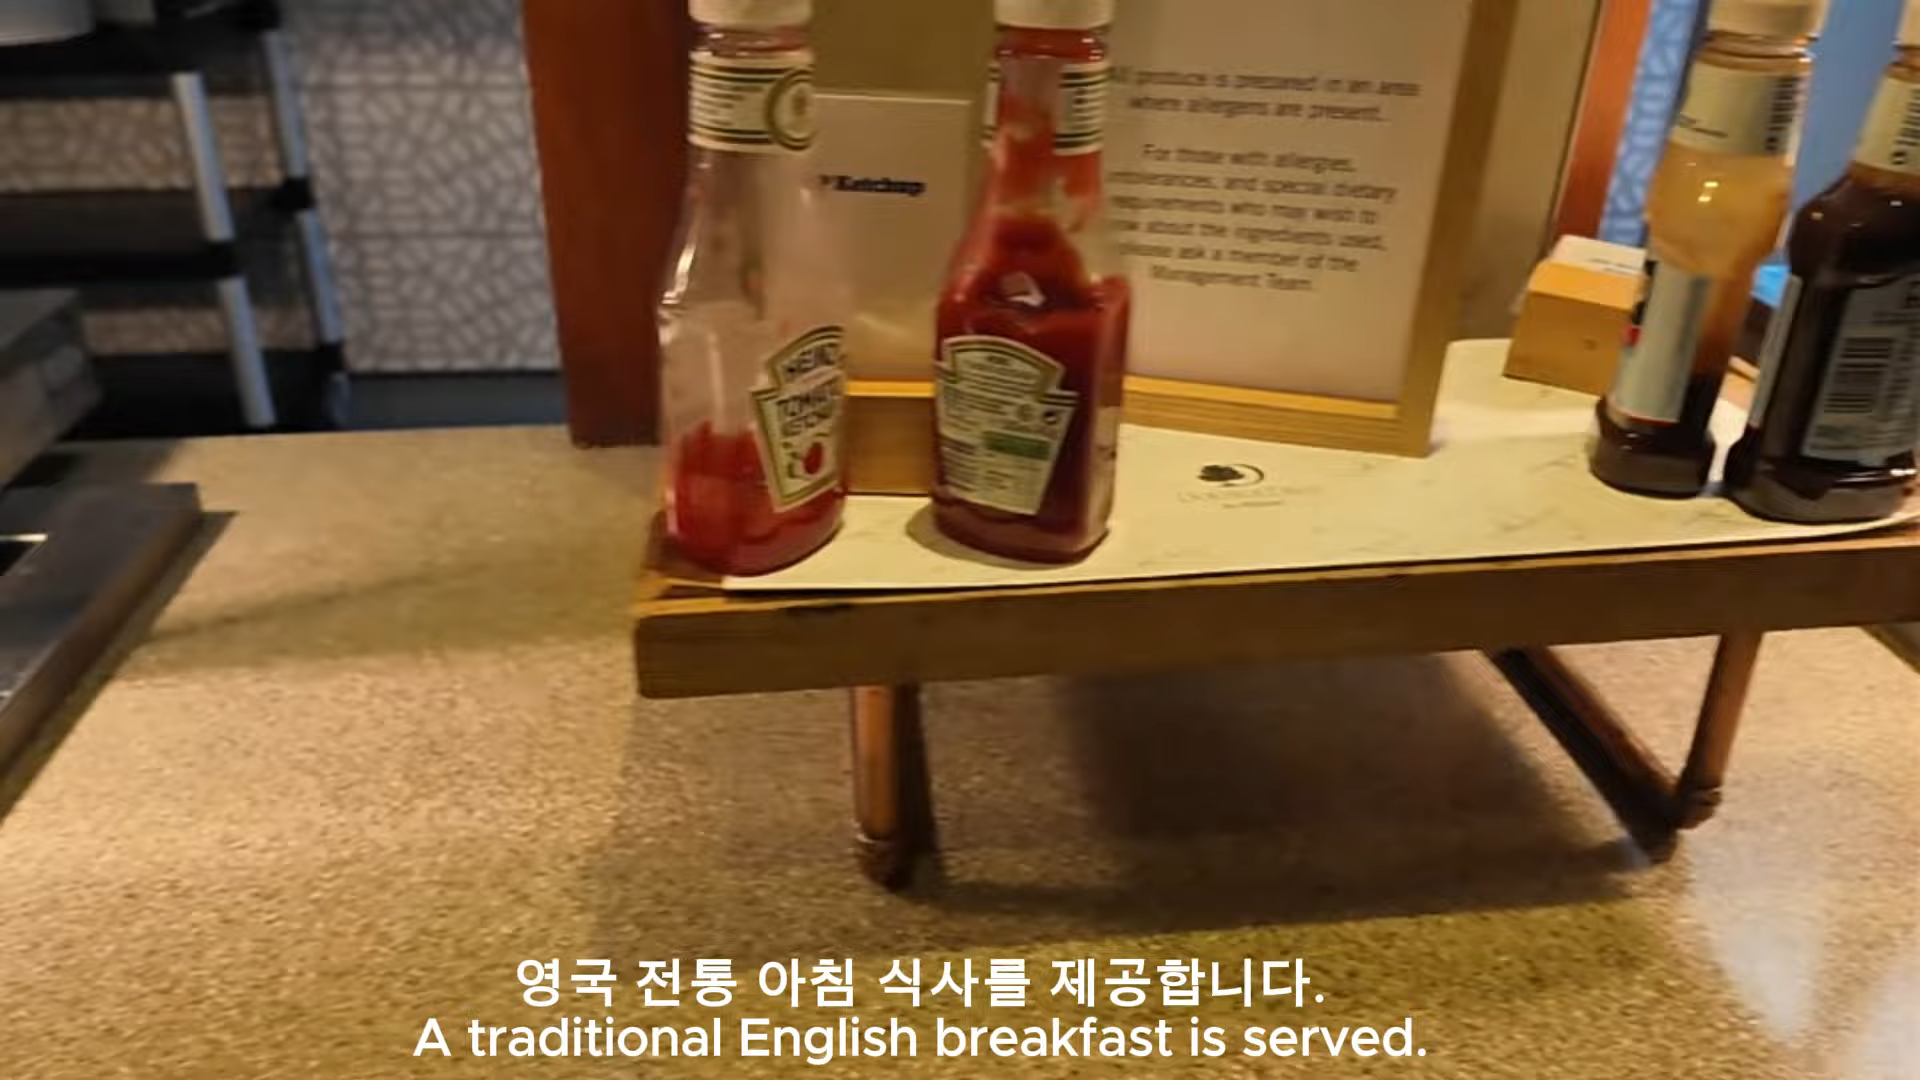 Ketchup
All produce is prepared in an area
where allergens are present.
For those with allergies,
intolerances, and special dietary
requirements who may wish to
about the ingredients used,
please ask a member of the
Management Team.
HEINZ
TOMATO
KETCHUP
영국 전통 아침 식사를 제공합니다.
A traditional English breakfast is served.